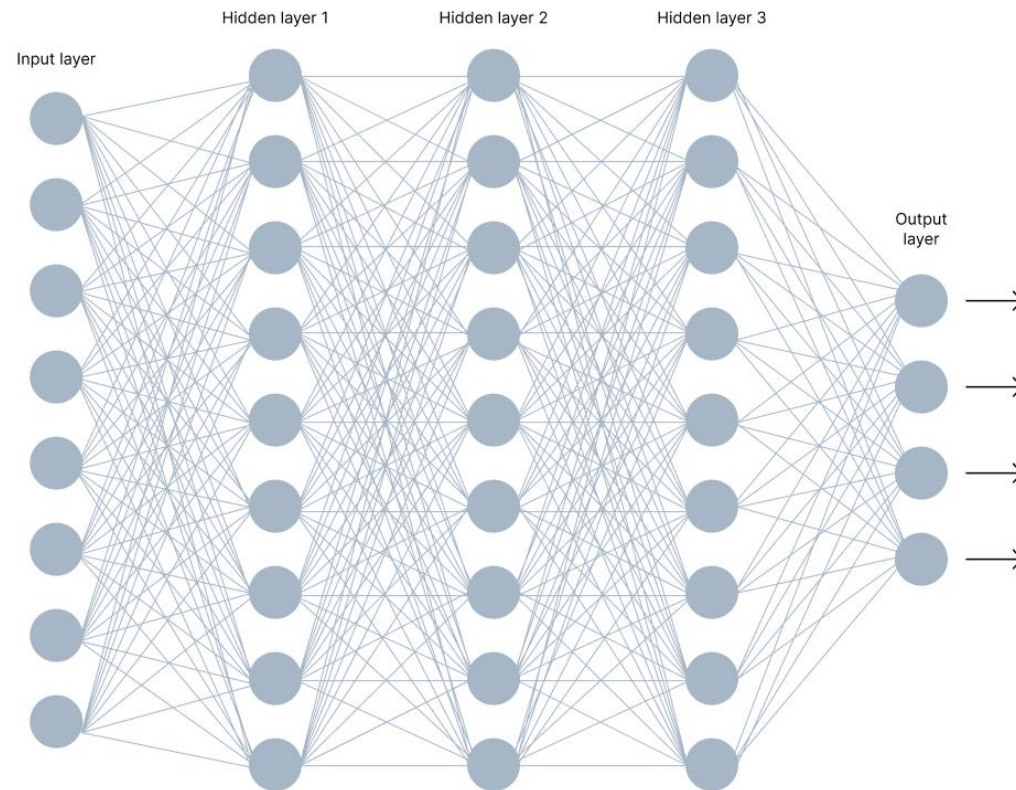 Input layer
Hidden layer 1
Hidden layer 2
Hidden layer 3
Output
layer